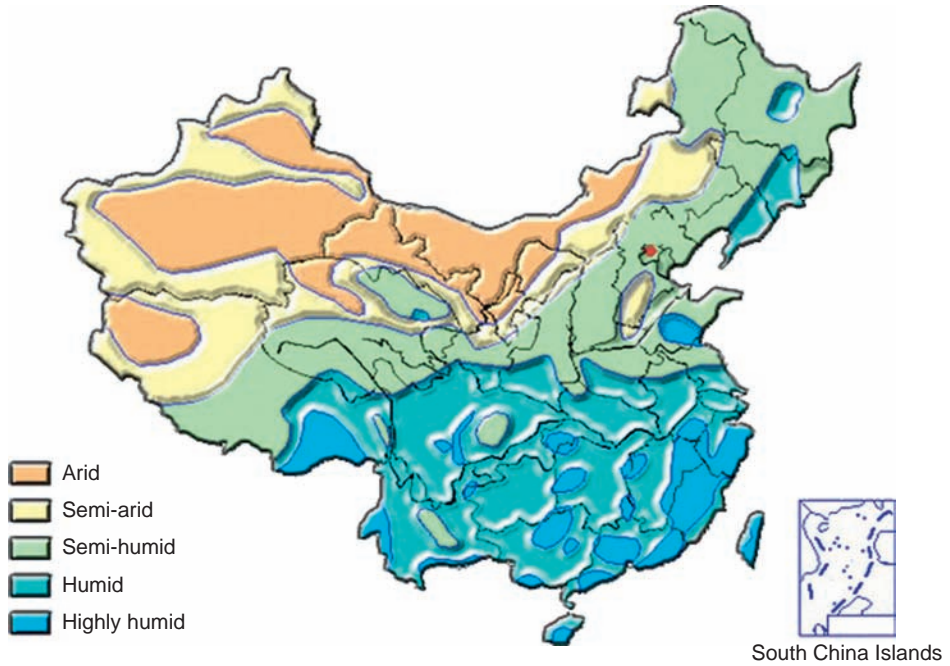 Arid
Semi-arid
Semi-humid
Humid
Highly humid
South China Islands